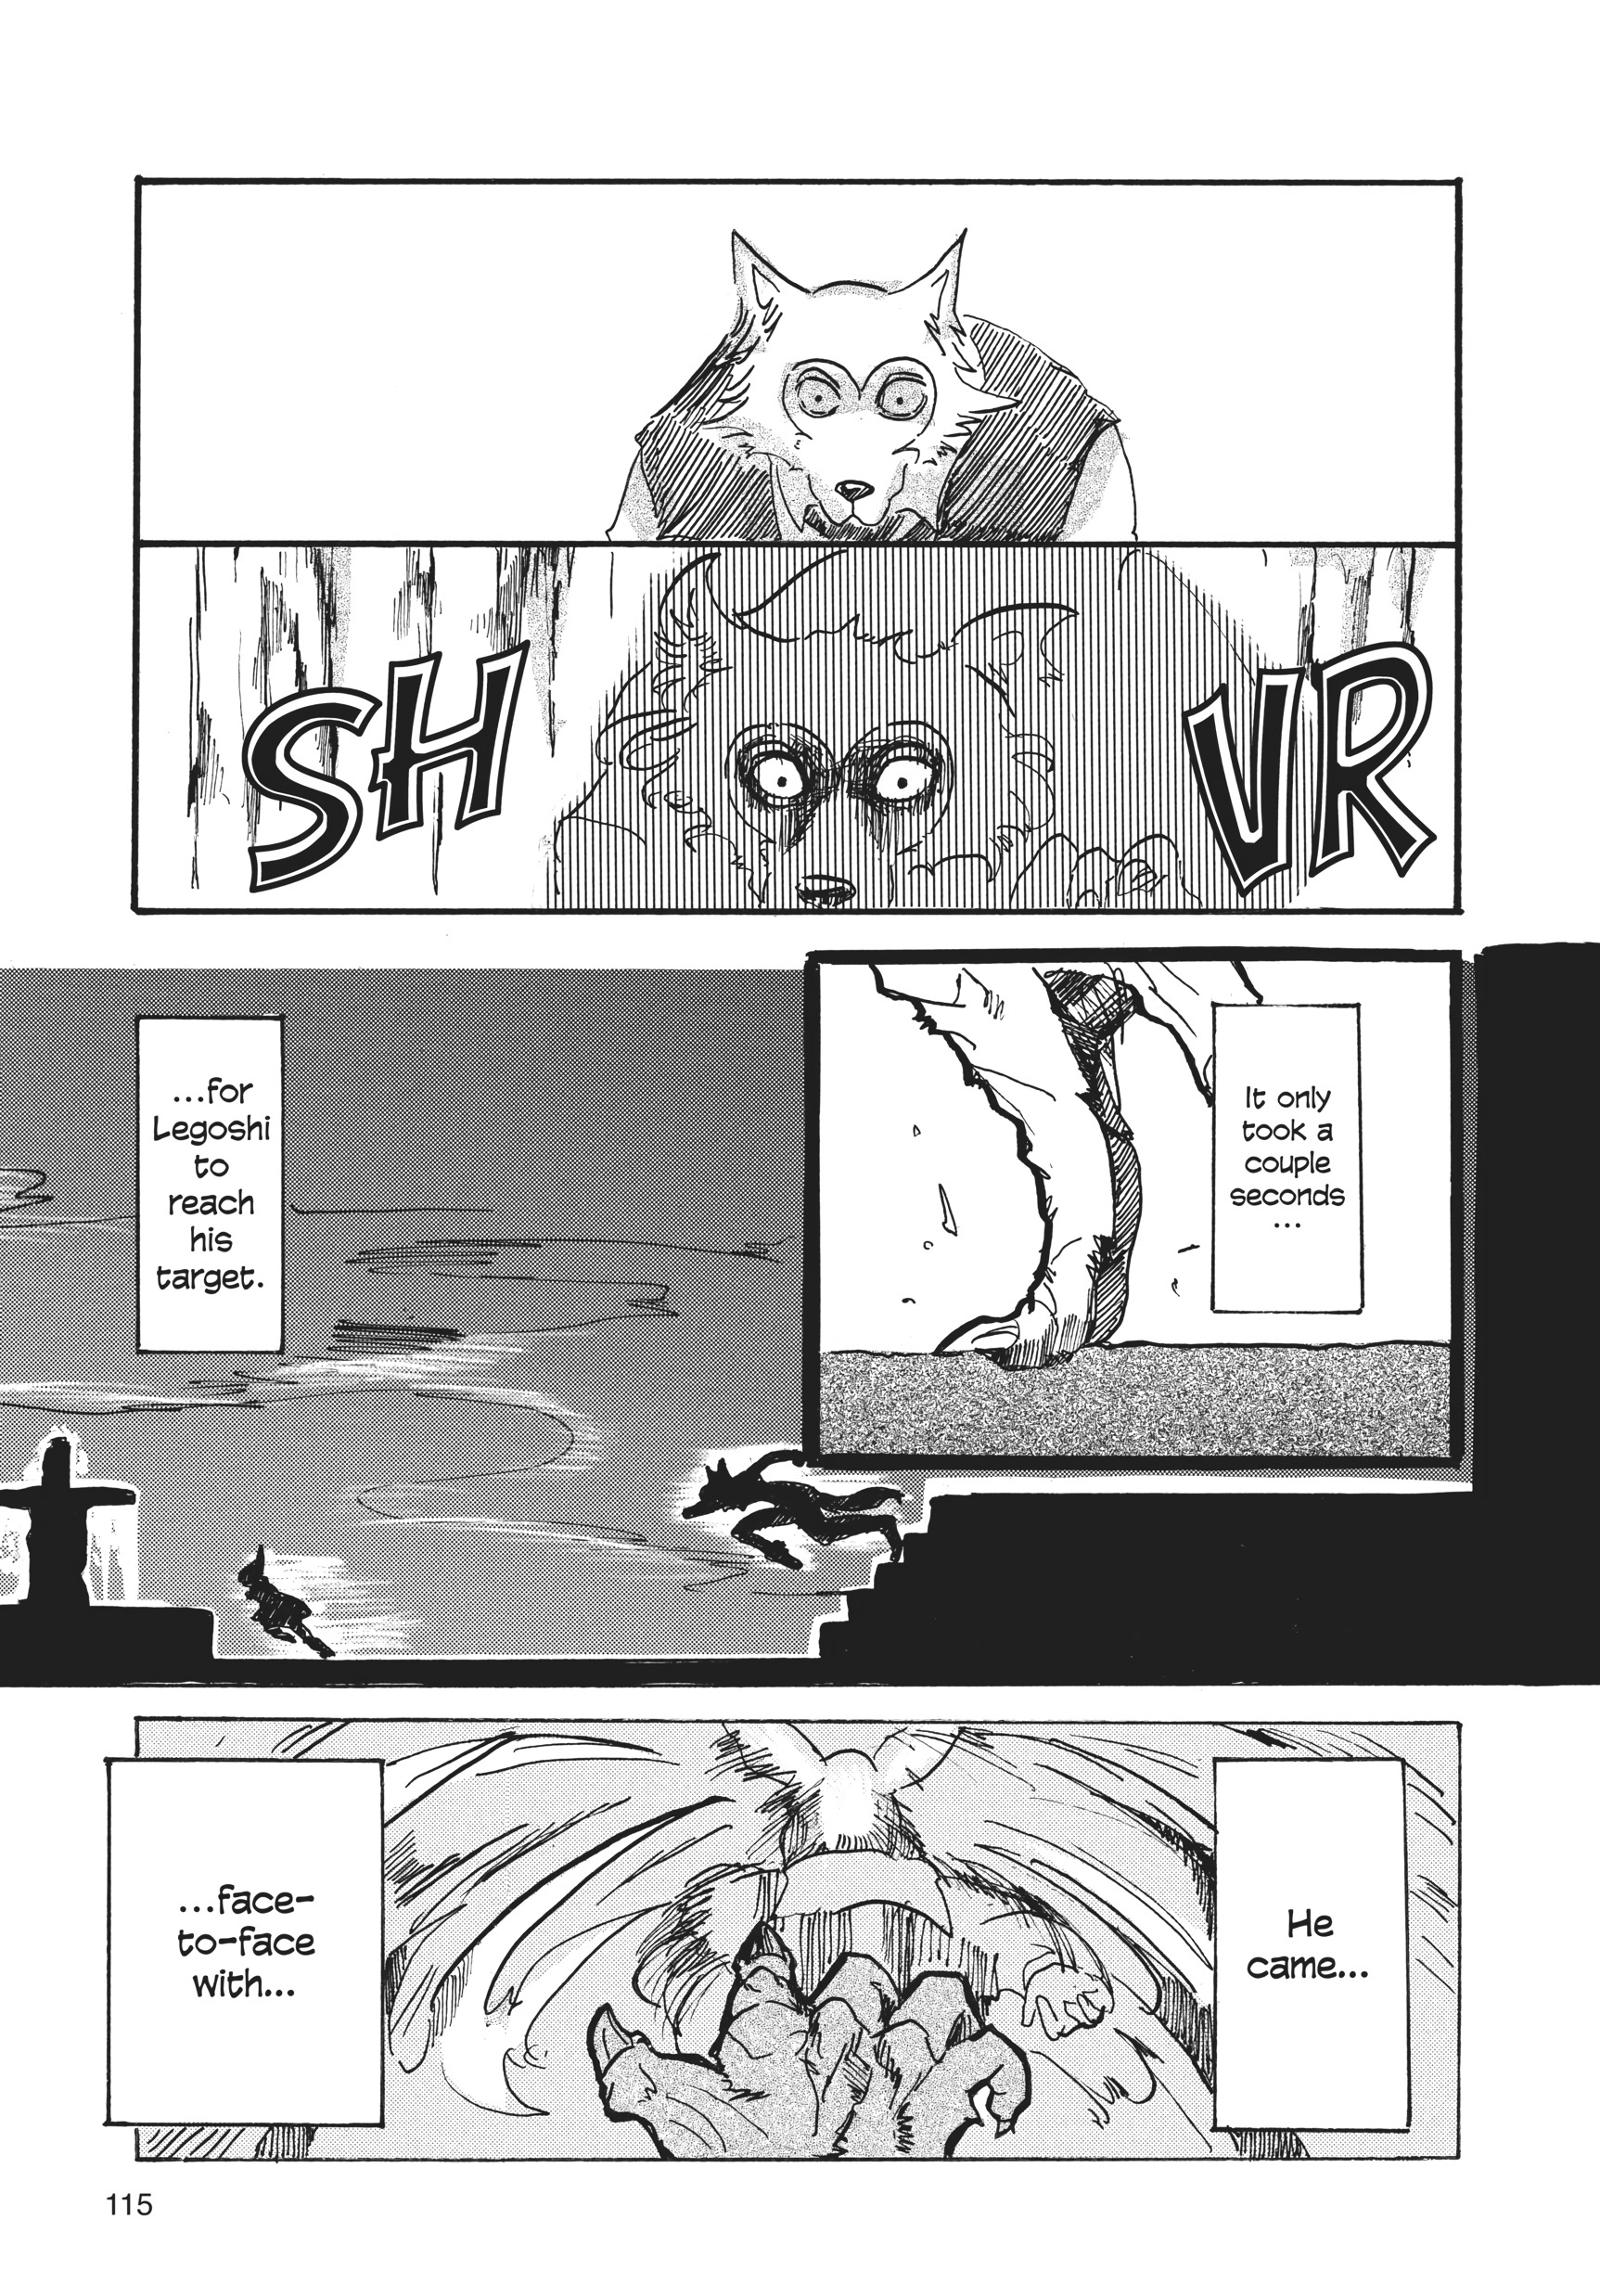 SH
VR
It only
took a
couple
seconds
...
...for
Legoshi
to
reach
his
target.
He
came...
...face-
to-face
with...
115